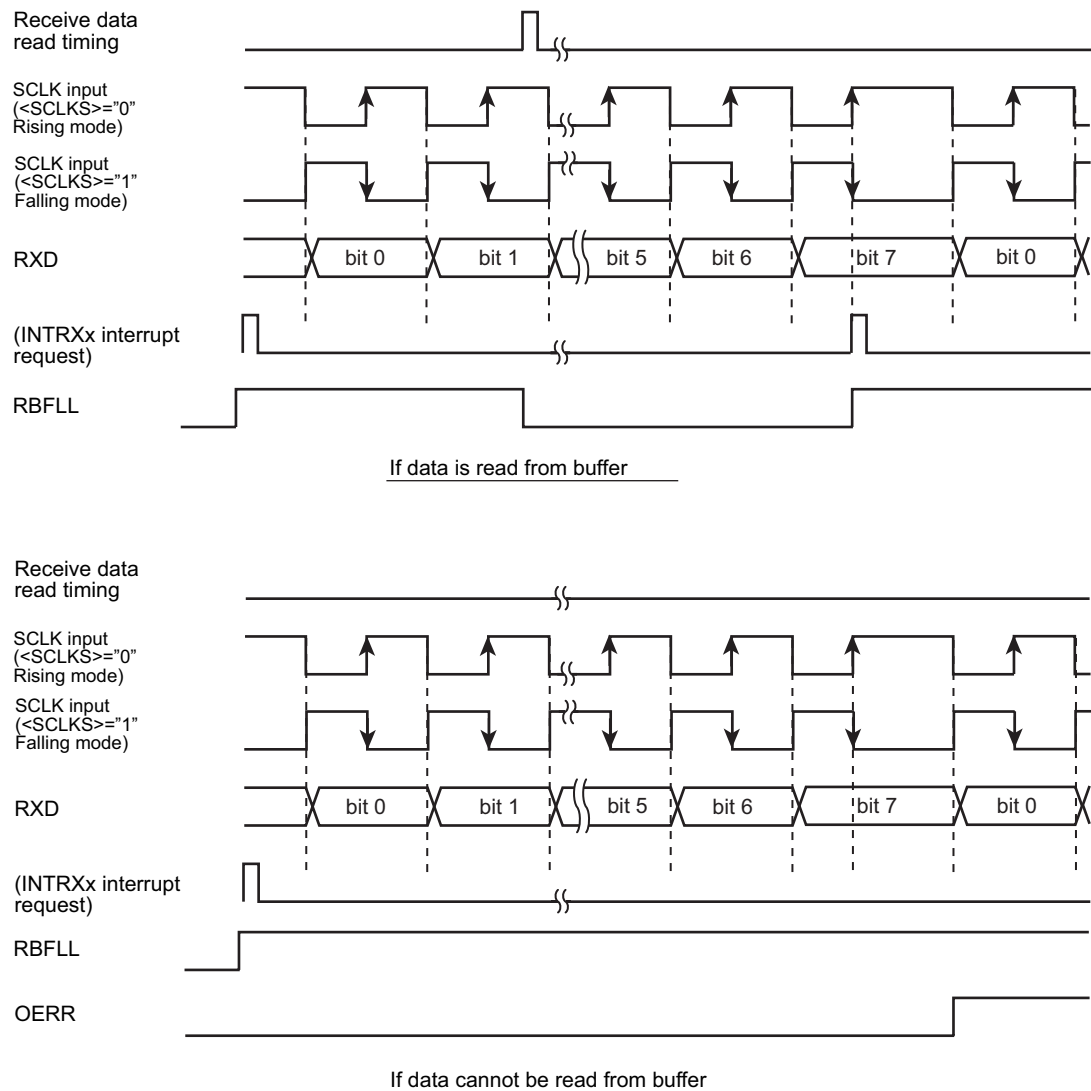 Receive data
read timing
SCLK input
(<SCLKS>="0"
Rising mode)
SCLK input
(<SCLKS>="1"
Falling mode)
RXD
bit 0
bit 1
bit 5
bit 6
bit 7
bit 0
(INTRXx interrupt
request)
RBFLL
If data is read from buffer
Receive data
read timing
SCLK input
(<SCLKS>="0"
Rising mode)
SCLK input
(<SCLKS>="1"
Falling mode)
RXD
bit 0
bit 1
bit 5
bit 6
bit 7
bit 0
(INTRXx interrupt
request)
RBFLL
OERR
If data cannot be read from buffer